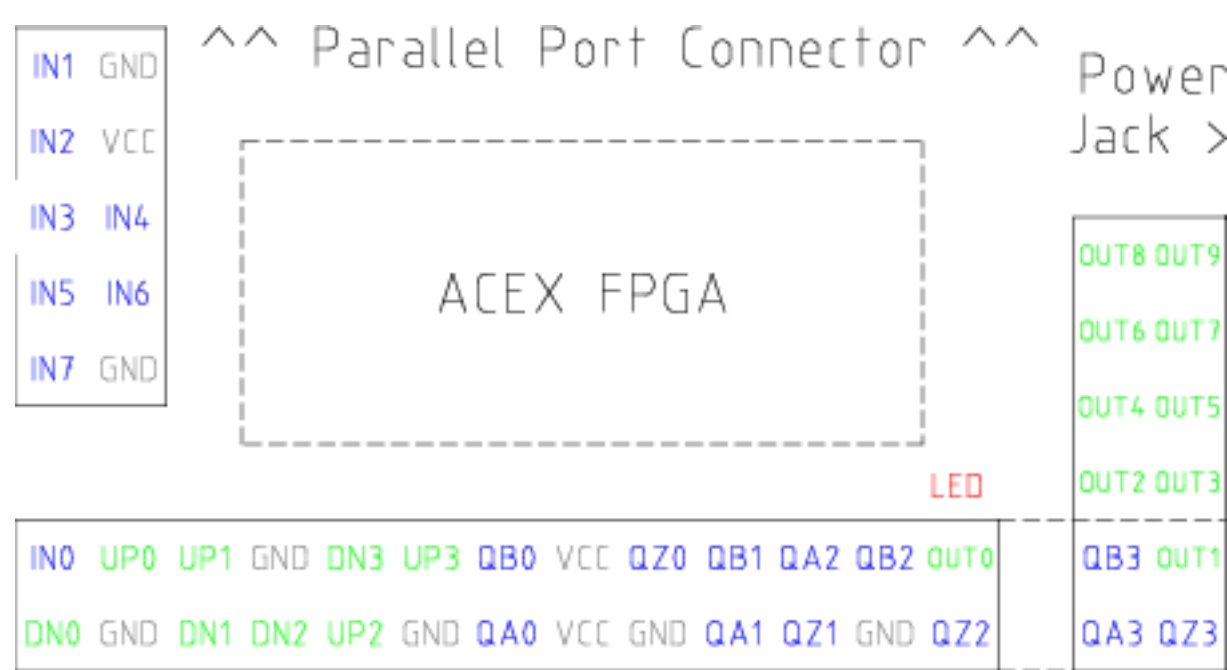 ^^ Parallel Port Connector ^^
Power
Jack >
IN1 GND
IN2 VCC
IN3 IN4
IN5 IN6
IN7 GND
ACEX FPGA
OUT8 OUT9
OUT6 OUT7
OUT4 OUT5
OUT2 OUT3
LED
IN0 UP0 UP1 GND DN3 UP3 QB0 VCC QZ0 QB1 QA2 QB2 OUT0 QB3 OUT1
DN0 GND DN1 DN2 UP2 GND QA0 VCC GND QA1 QZ1 GND QZ2 QA3 QZ3